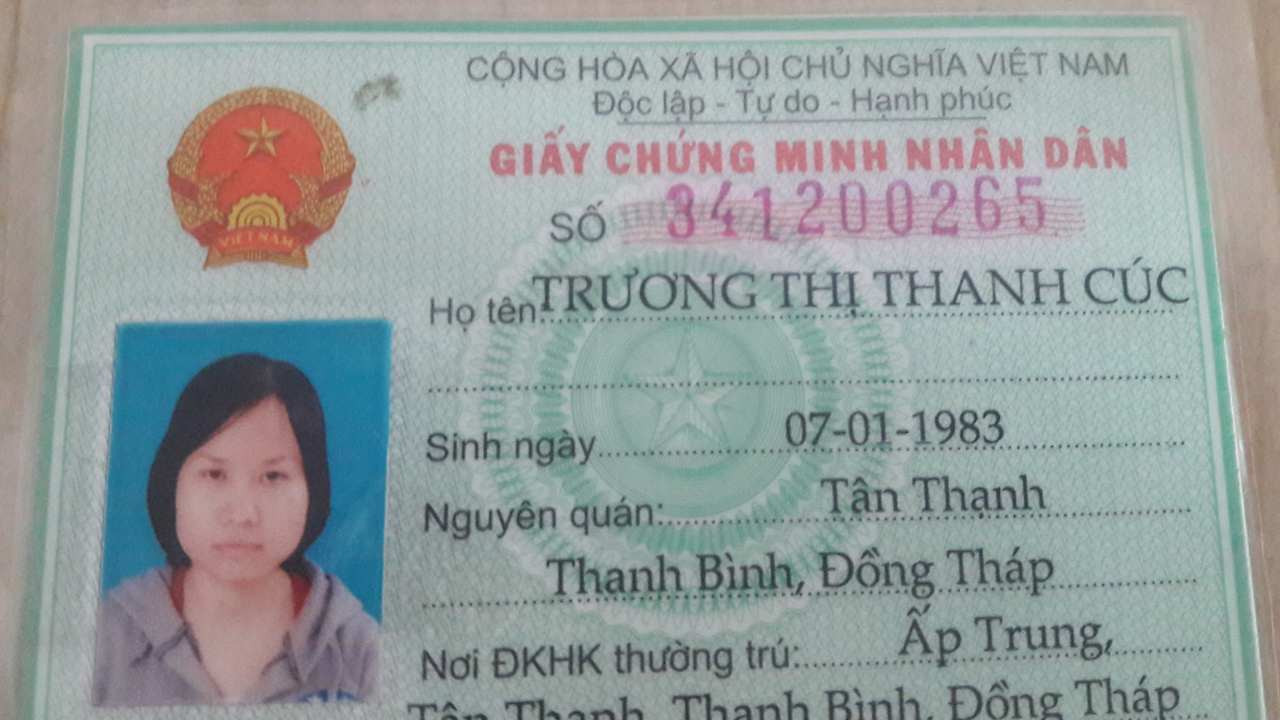 CỘNG HÒA XÃ HỘI CHỦ NGHĨA VIỆT NAM
Độc lập - Tự do - Hạnh phúc
GIẤY CHỨNG MINH NHÂN DÂN
SỐ 341200265
VIỆT NAM
Họ tên: TRƯƠNG THỊ THANH CÚC
Sinh ngày 07-01-1983
Nguyên quán: Tân Thạnh
Thanh Bình, Đồng Tháp
Nơi ĐKHK thường trú: Ấp Trung,
Tân Thạnh, Thanh Bình, Đồng Tháp